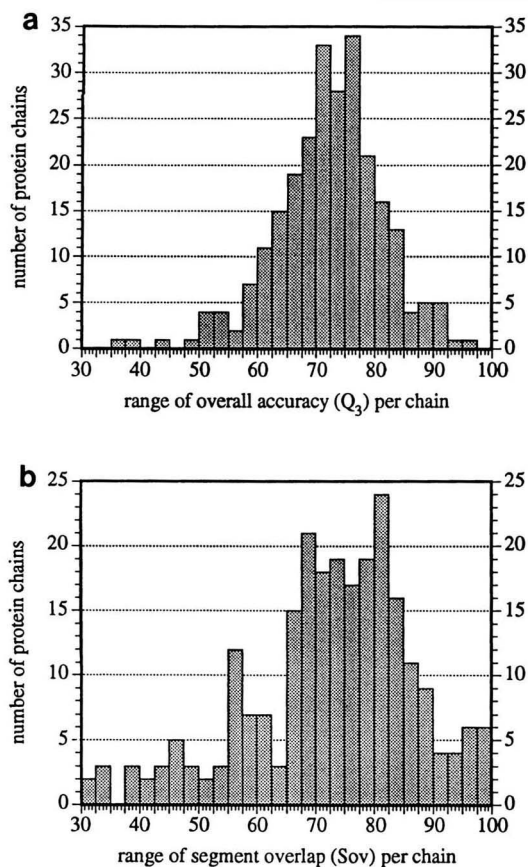 a
35 35
30 30
25 25
20 20
15 15
10 10
5 5
0 0
30 40 50 60 70 80 90 100
number of protein chains
range of overall accuracy (Q3) per chain
b
25 25
20 20
15 15
10 10
5 5
0 0
30 40 50 60 70 80 90 100
number of protein chains
range of segment overlap (Sov) per chain